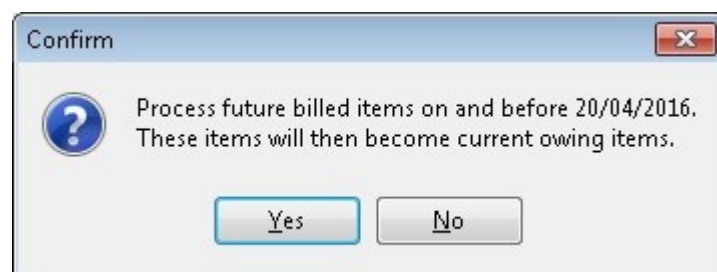 Confirm
Process future billed items on and before 20/04/2016.
These items will then become current owing items.
Yes
No